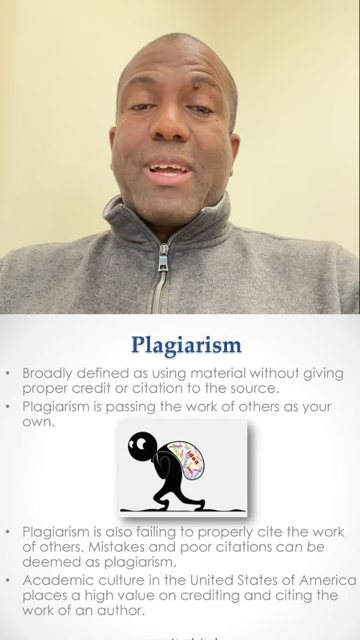 Plagiarism
• Broadly defined as using material without giving
proper credit or citation to the source.
• Plagiarism is passing the work of others as your
own.
idea
• Plagiarism is also failing to properly cite the work
of others. Mistakes and poor citations can be
deemed as plagiarism.
• Academic culture in the United States of America
places a high value on crediting and citing the
work of an author.